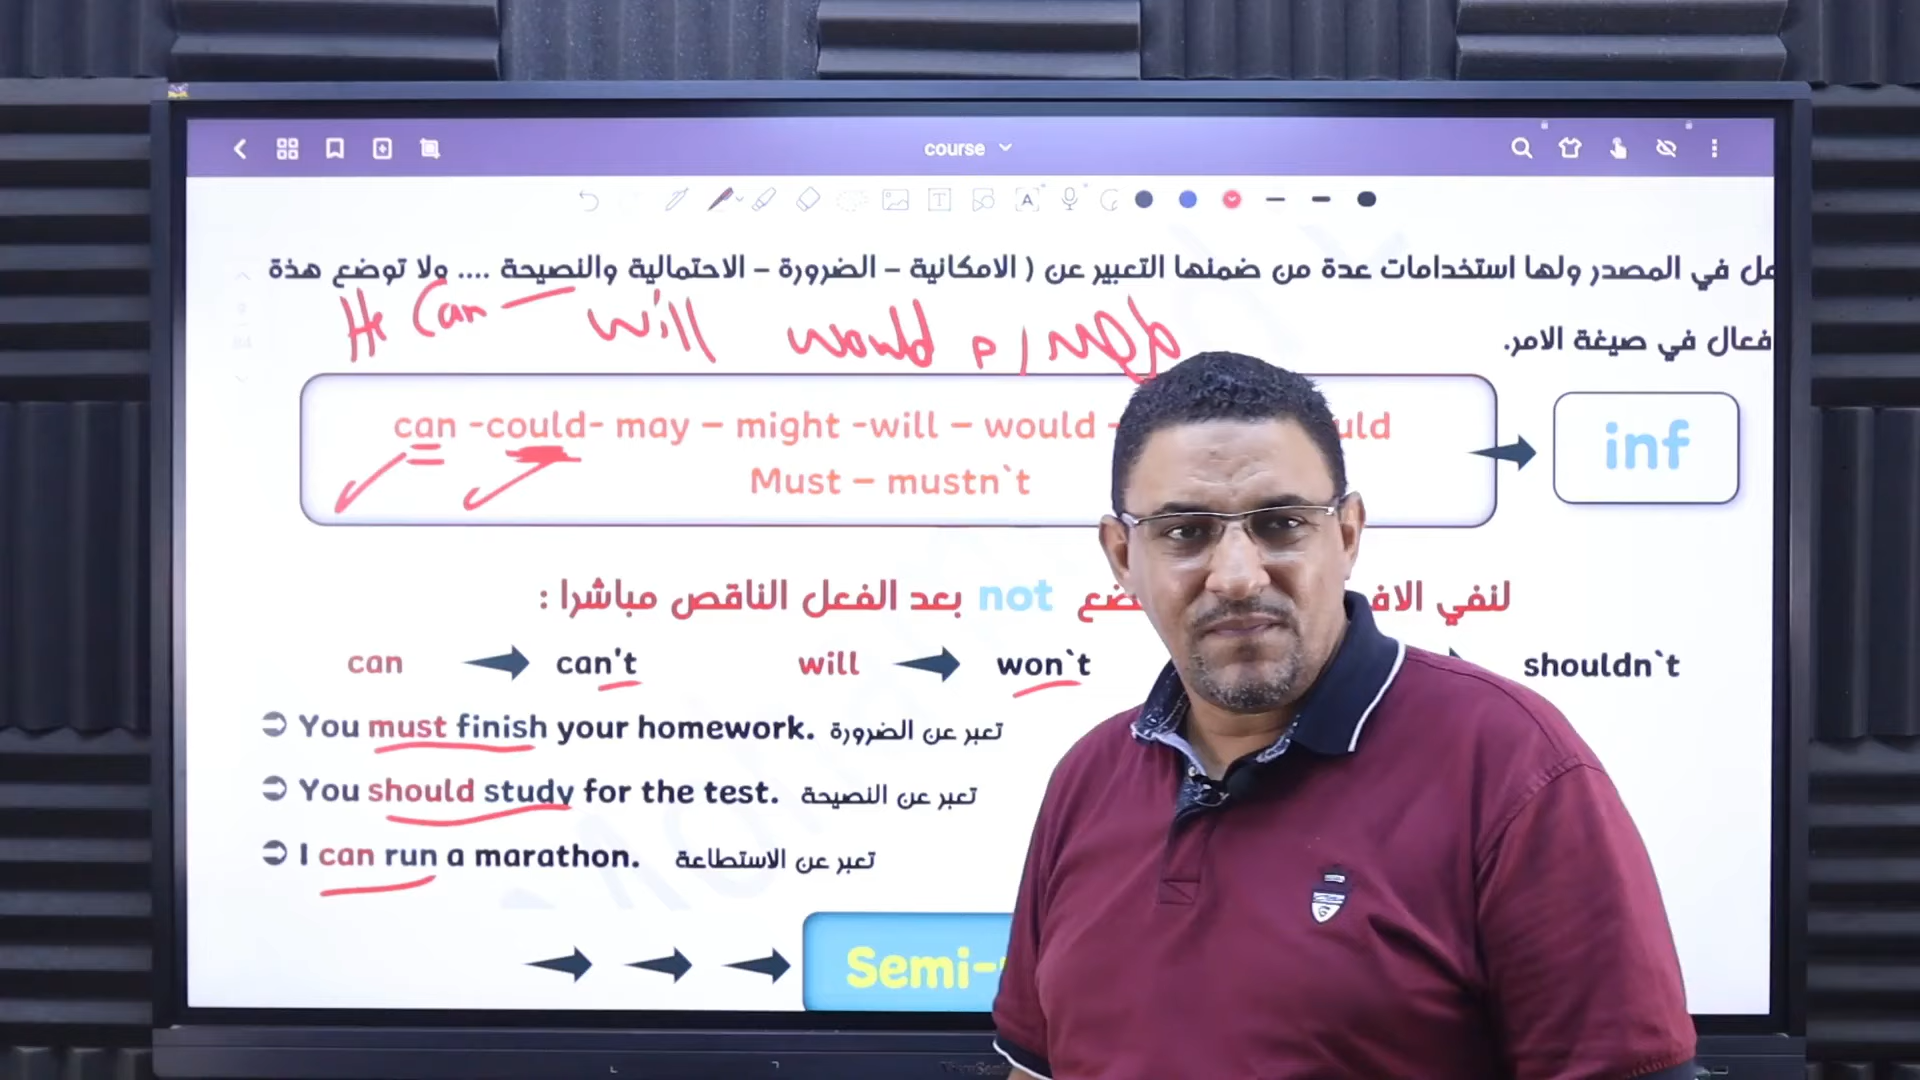 course
مل في المصدر ولها استخدامات عدة من ضمنها التعبير عن ( الامكانية – الضرورة – الاحتمالية والنصيحة .... ولا توضع هذة
فعال في صيغة الامر.
He Can will would
can -could- may – might -will – would - uld
Must – mustn`t
inf
لنفي الاف ضع not بعد الفعل الناقص مباشرا :
can can't will won`t shouldn`t
You must finish your homework. تعبر عن الضرورة
You should study for the test. تعبر عن النصيحة
I can run a marathon. تعبر عن الاستطاعة
Semi-